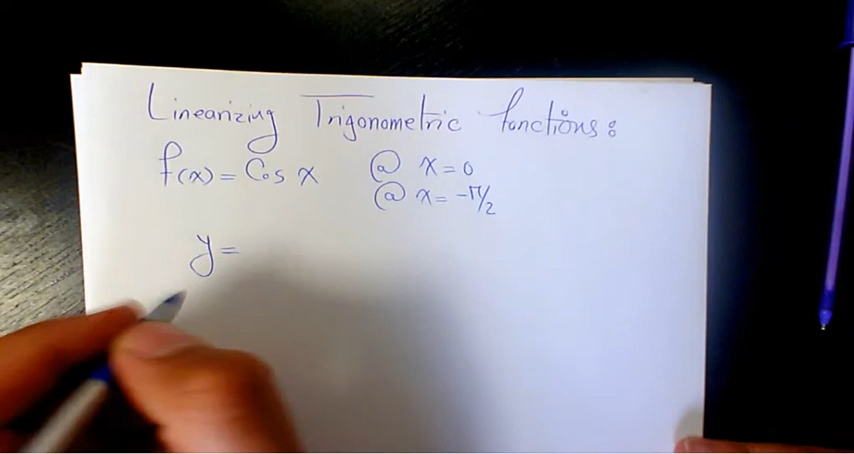 Linearizing Trigonometric functions:
f(x) = Cos x @ x = 0
@ x = -π/2
y =